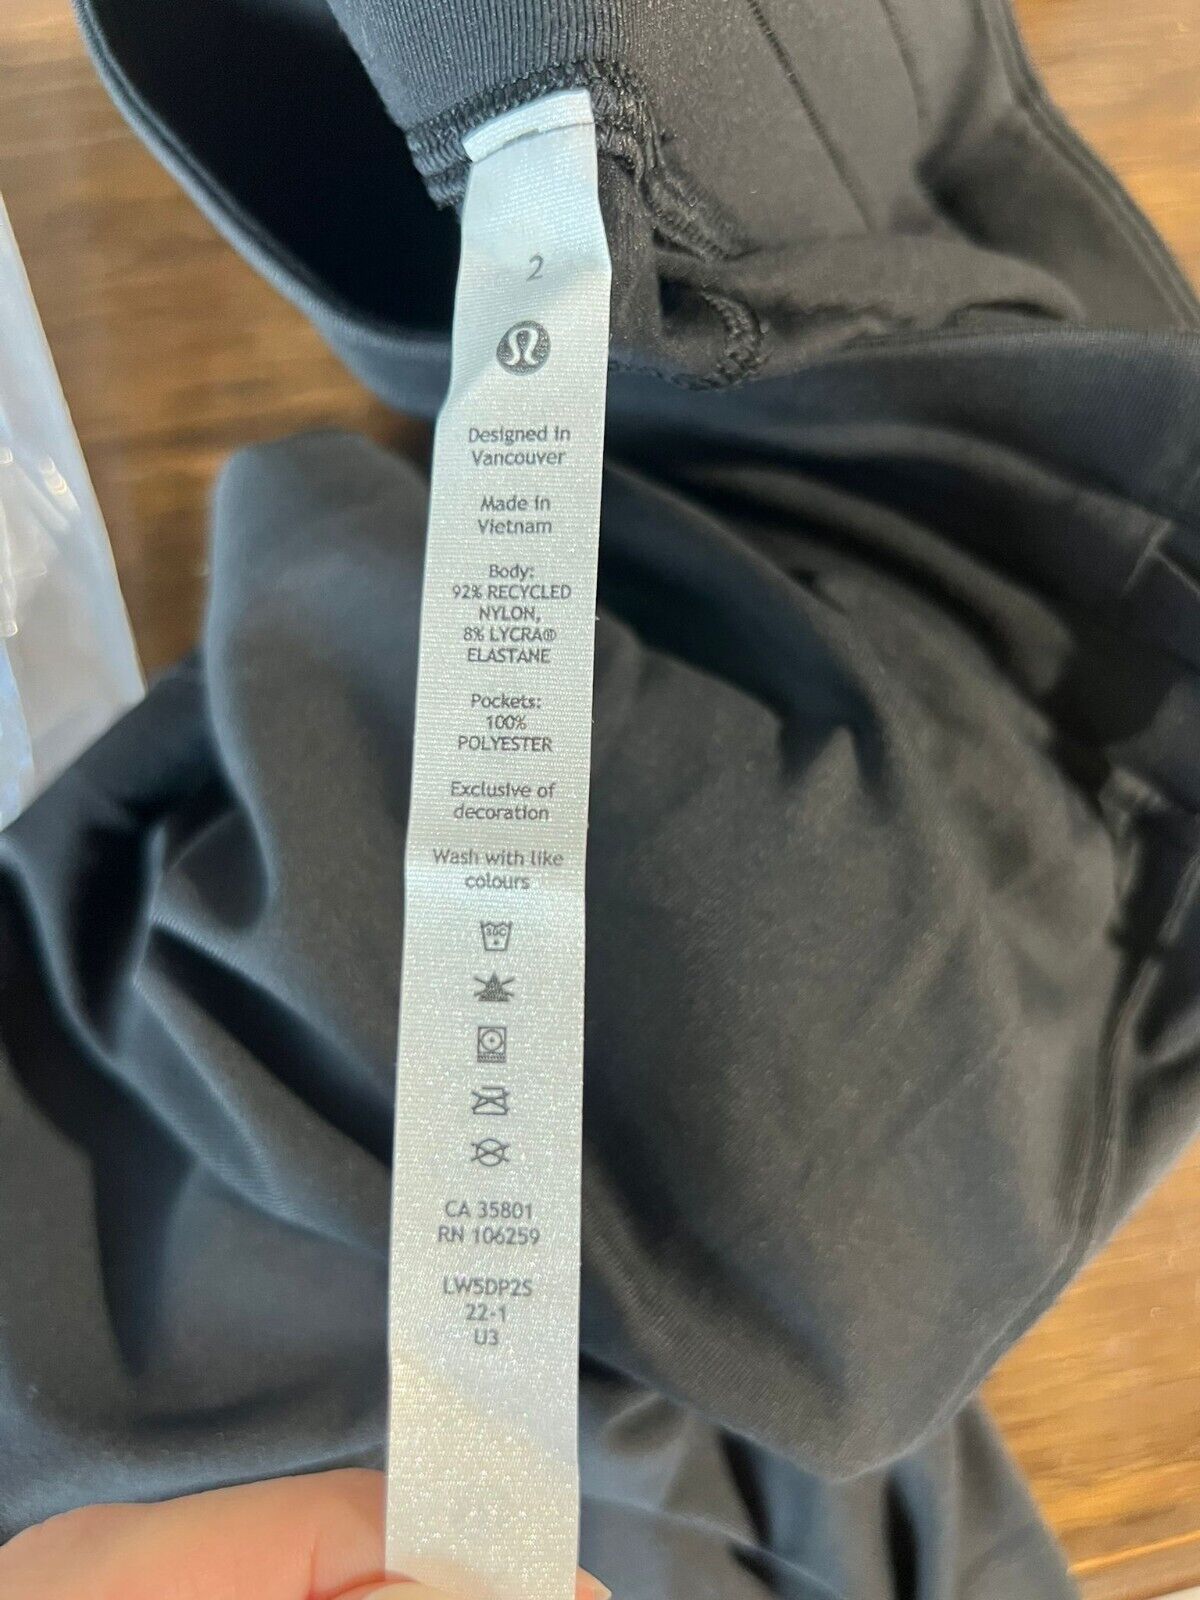 2
Designed in
Vancouver
Made in
Vietnam
Body:
92% RECYCLED
NYLON,
8% LYCRA®
ELASTANE
Pockets:
100%
POLYESTER
Exclusive of
decoration
Wash with like
colours
30C
CA 35801
RN 106259
LW5DP2S
22-1
U3